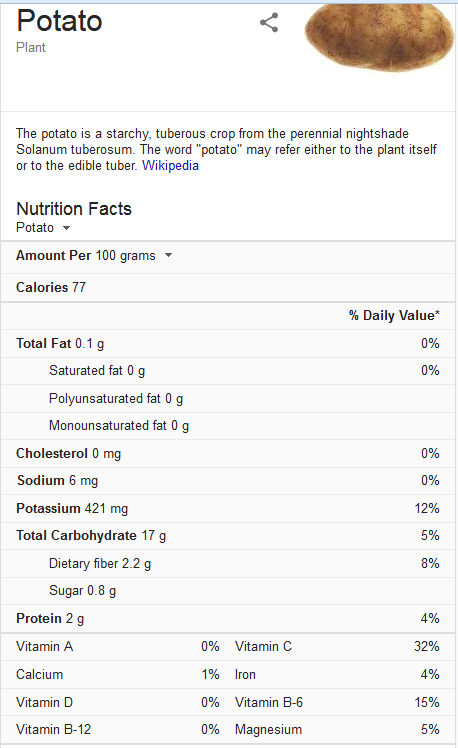 Potato
Plant
The potato is a starchy, tuberous crop from the perennial nightshade
Solanum tuberosum. The word "potato" may refer either to the plant itself
or to the edible tuber. Wikipedia
Nutrition Facts
Potato
Amount Per 100 grams
Calories 77
% Daily Value*
Total Fat 0.1 g 0%
Saturated fat 0 g 0%
Polyunsaturated fat 0 g
Monounsaturated fat 0 g
Cholesterol 0 mg 0%
Sodium 6 mg 0%
Potassium 421 mg 12%
Total Carbohydrate 17 g 5%
Dietary fiber 2.2 g 8%
Sugar 0.8 g
Protein 2 g 4%
Vitamin A 0% Vitamin C 32%
Calcium 1% Iron 4%
Vitamin D 0% Vitamin B-6 15%
Vitamin B-12 0% Magnesium 5%